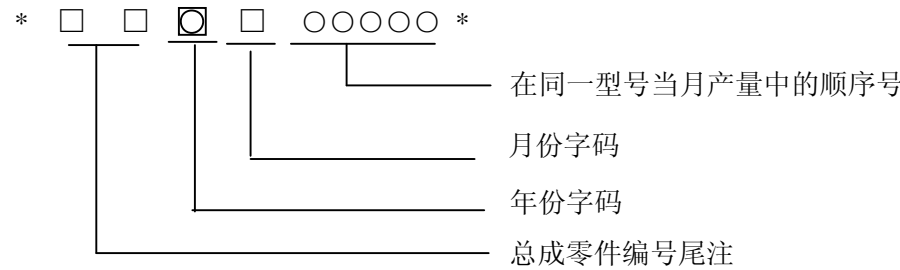 * □ □ 〇 □ ○○○○○ *
在同一型号当月产量中的顺序号
月份字码
年份字码
总成零件编号尾注